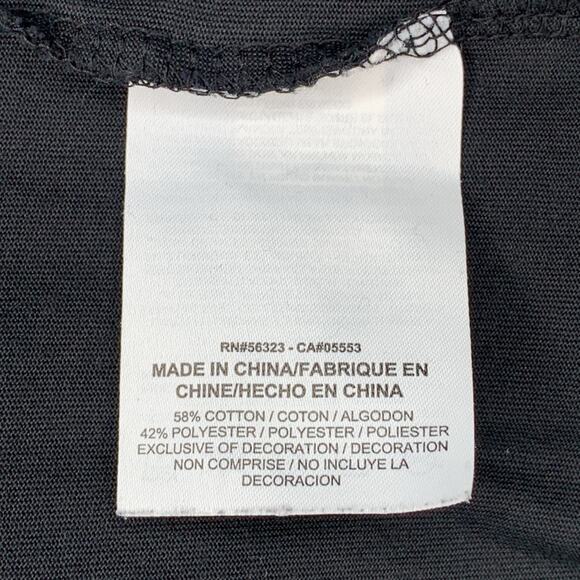 RN#56323 - CA#05553
MADE IN CHINA/FABRIQUE EN
CHINE/HECHO EN CHINA
58% COTTON / COTON / ALGODON
42% POLYESTER / POLYESTER / POLIESTER
EXCLUSIVE OF DECORATION / DECORATION
NON COMPRISE / NO INCLUYE LA
DECORACION